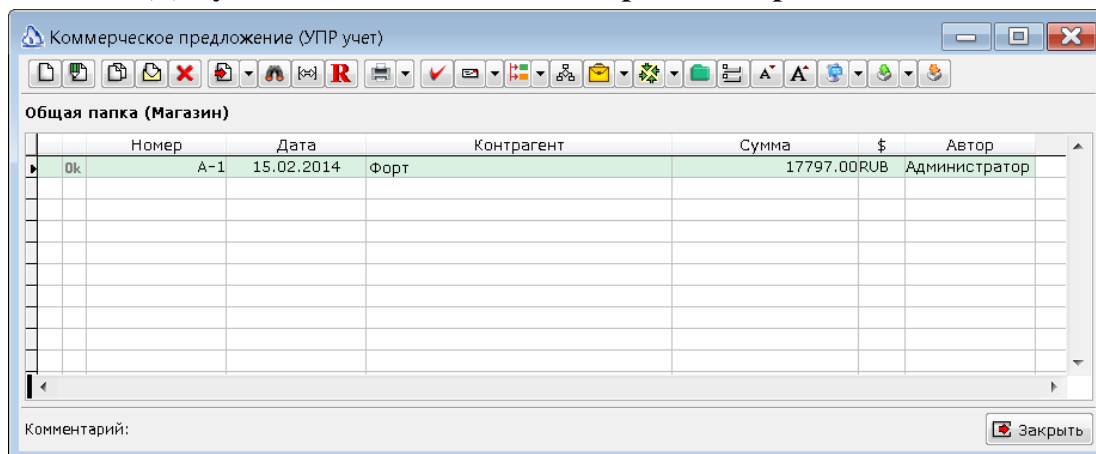 Коммерческое предложение (УПР учет)
R А А
Общая папка (Магазин)
Номер Дата Контрагент Сумма $ Автор
Ok А-1 15.02.2014 Форт 17797.00 RUB Администратор
Комментарий: Закрыть